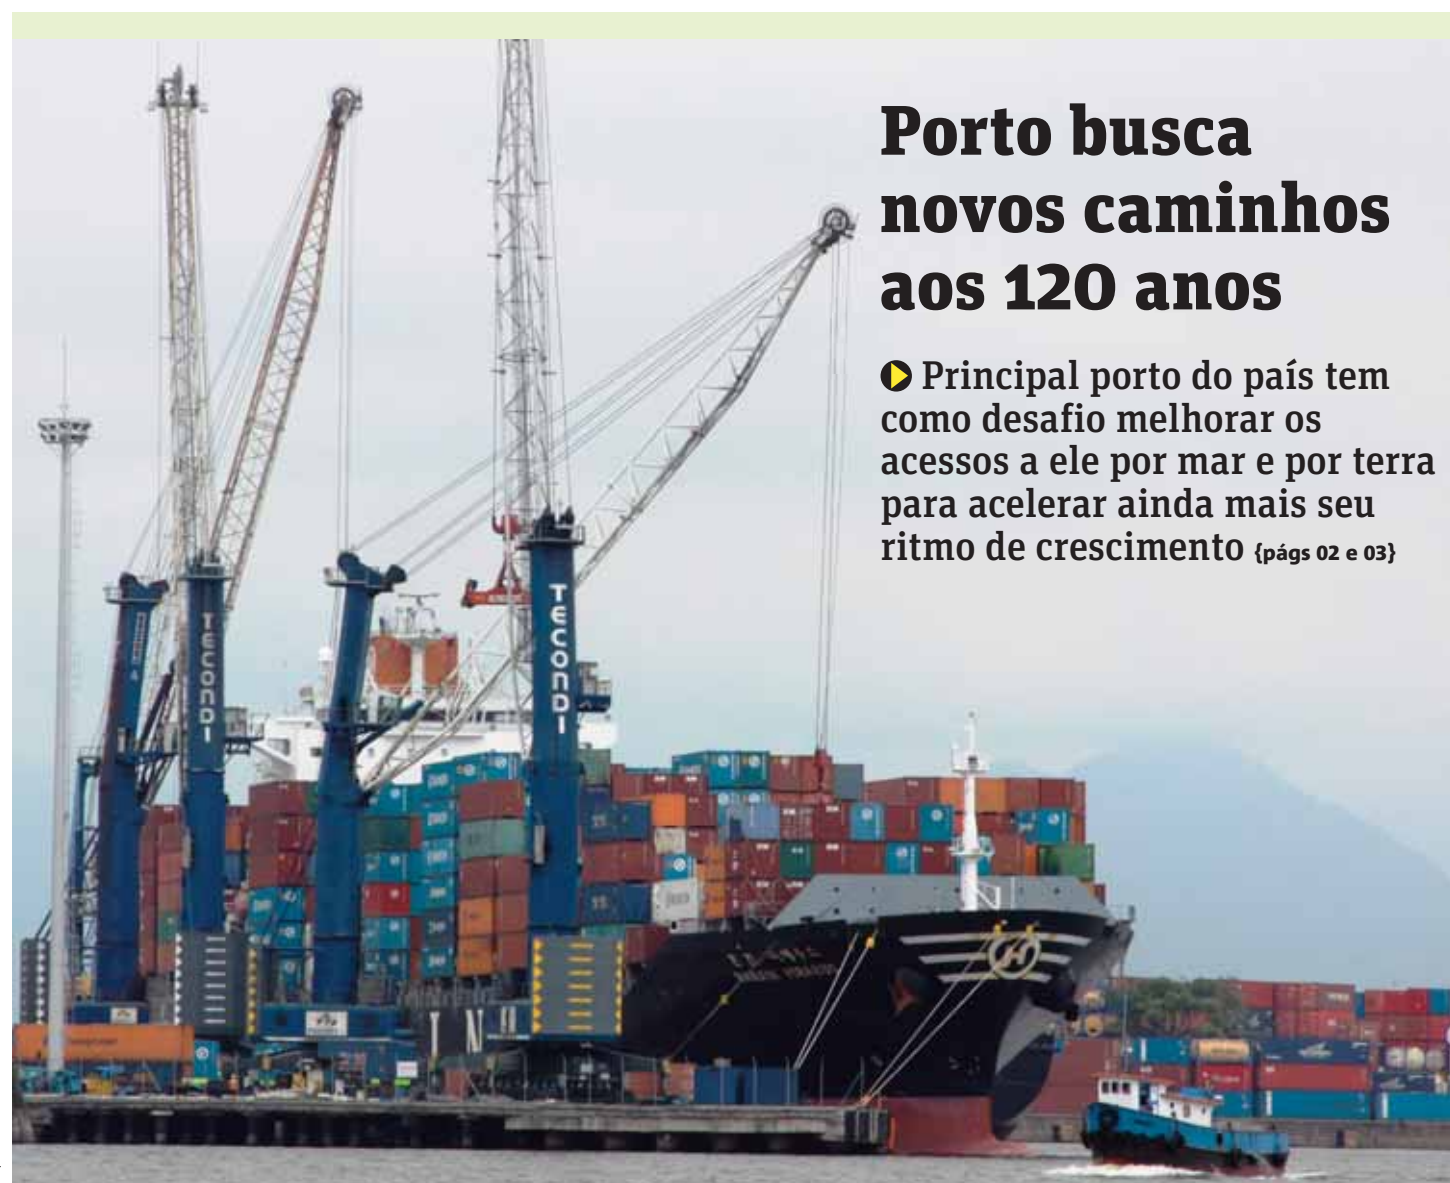 Porto busca
novos caminhos
aos 120 anos
Principal porto do país tem
como desafio melhorar os
acessos a ele por mar e por terra
para acelerar ainda mais seu
ritmo de crescimento {págs 02 e 03}
TECONDI
TECONDI
4